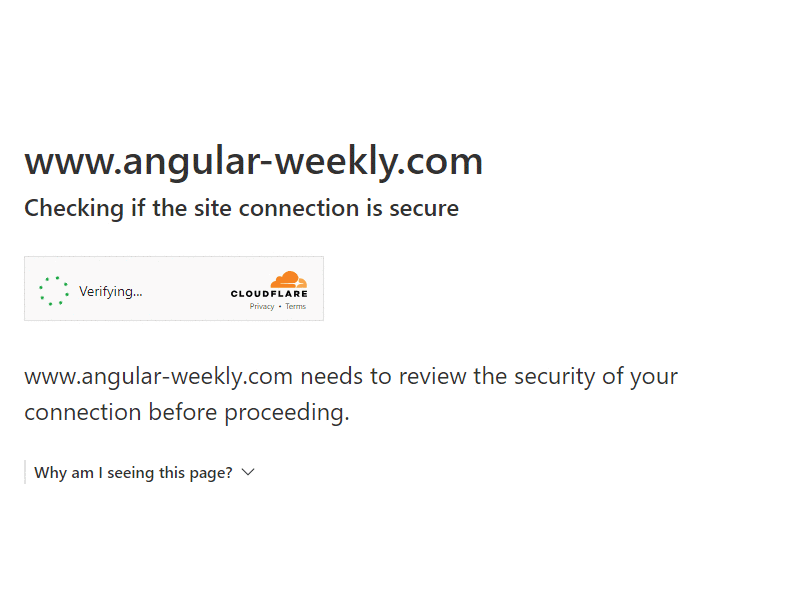 www.angular-weekly.com
Checking if the site connection is secure
Verifying...
CLOUDFLARE
Privacy • Terms
www.angular-weekly.com needs to review the security of your
connection before proceeding.
Why am I seeing this page?